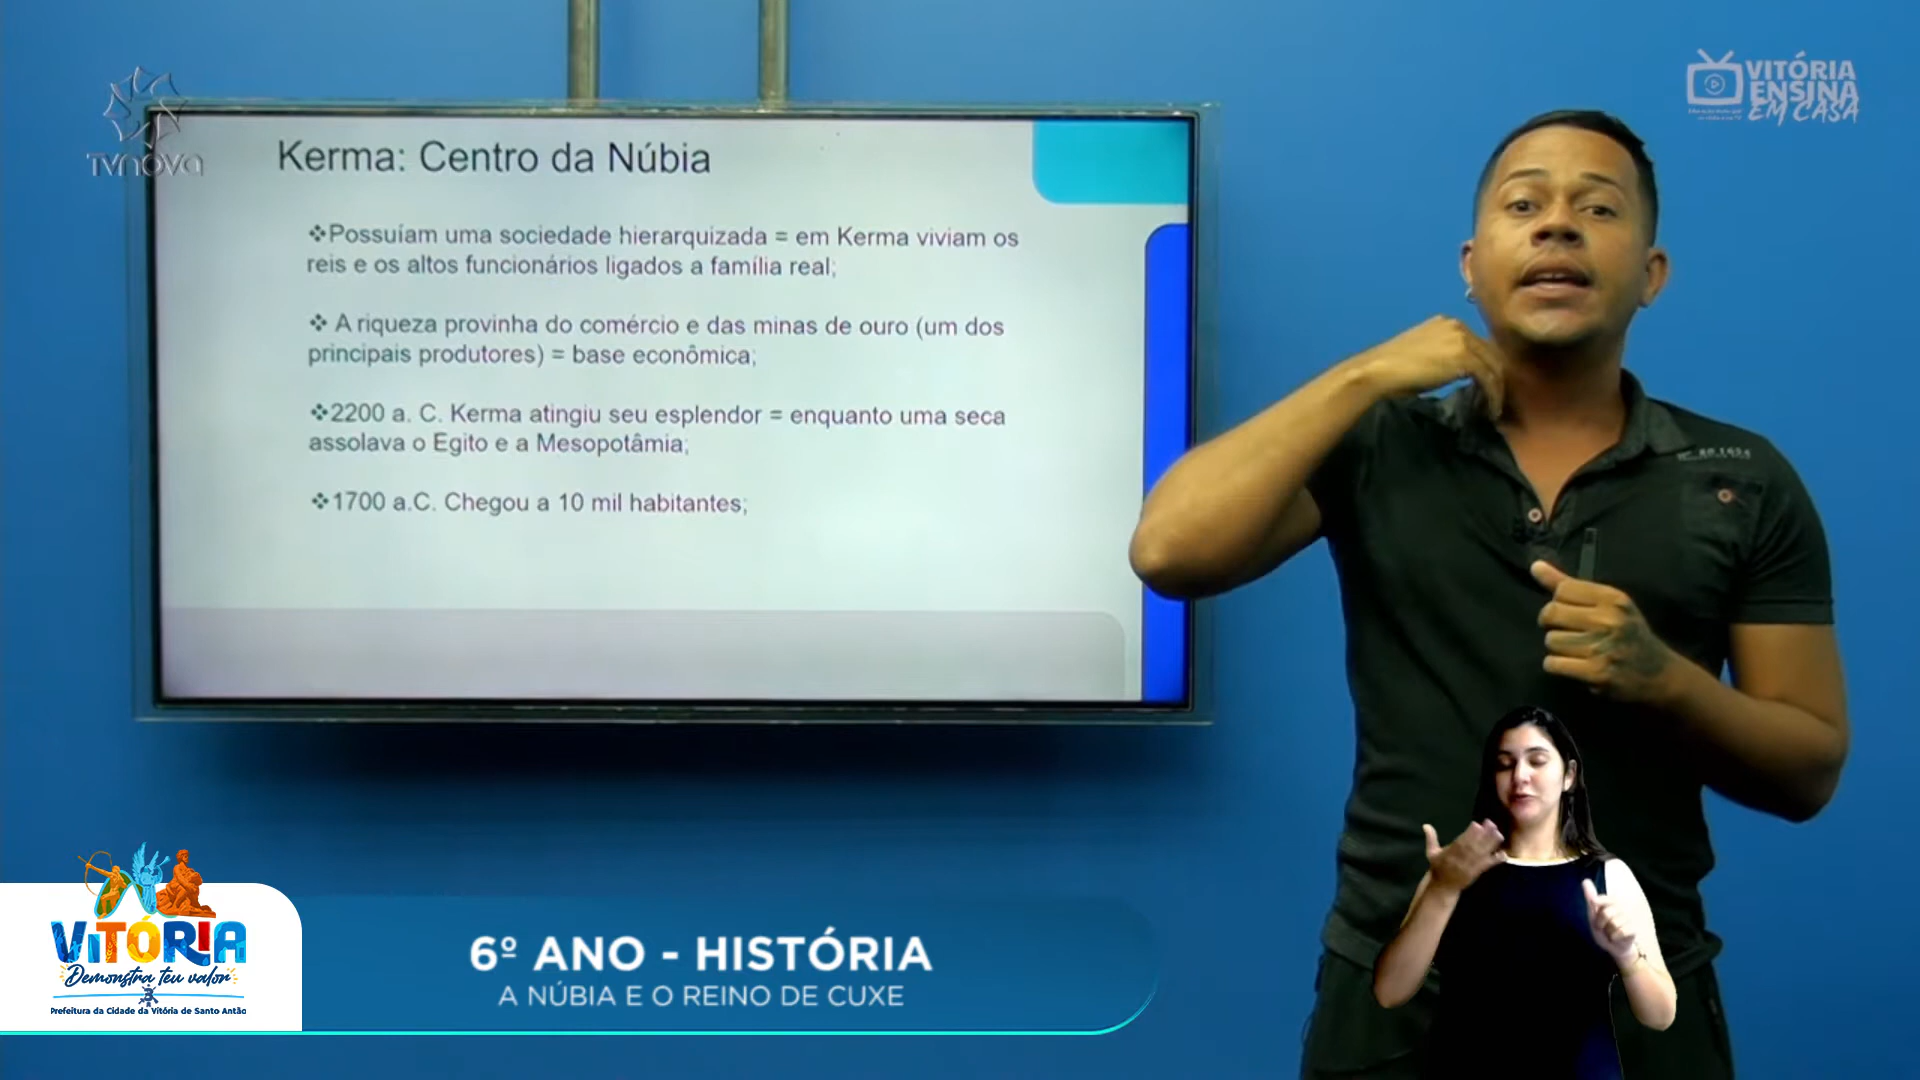 TVNOVA
VITÓRIA
ENSINA
EM CASA
Kerma: Centro da Núbia
❖Possuíam uma sociedade hierarquizada = em Kerma viviam os
reis e os altos funcionários ligados a família real;
❖ A riqueza provinha do comércio e das minas de ouro (um dos
principais produtores) = base econômica;
❖2200 a. C. Kerma atingiu seu esplendor = enquanto uma seca
assolava o Egito e a Mesopotâmia;
❖1700 a.C. Chegou a 10 mil habitantes;
VITÓRIA
Demonstra teu valor
Prefeitura da Cidade da Vitória de Santo Antão
6º ANO - HISTÓRIA
A NÚBIA E O REINO DE CUXE